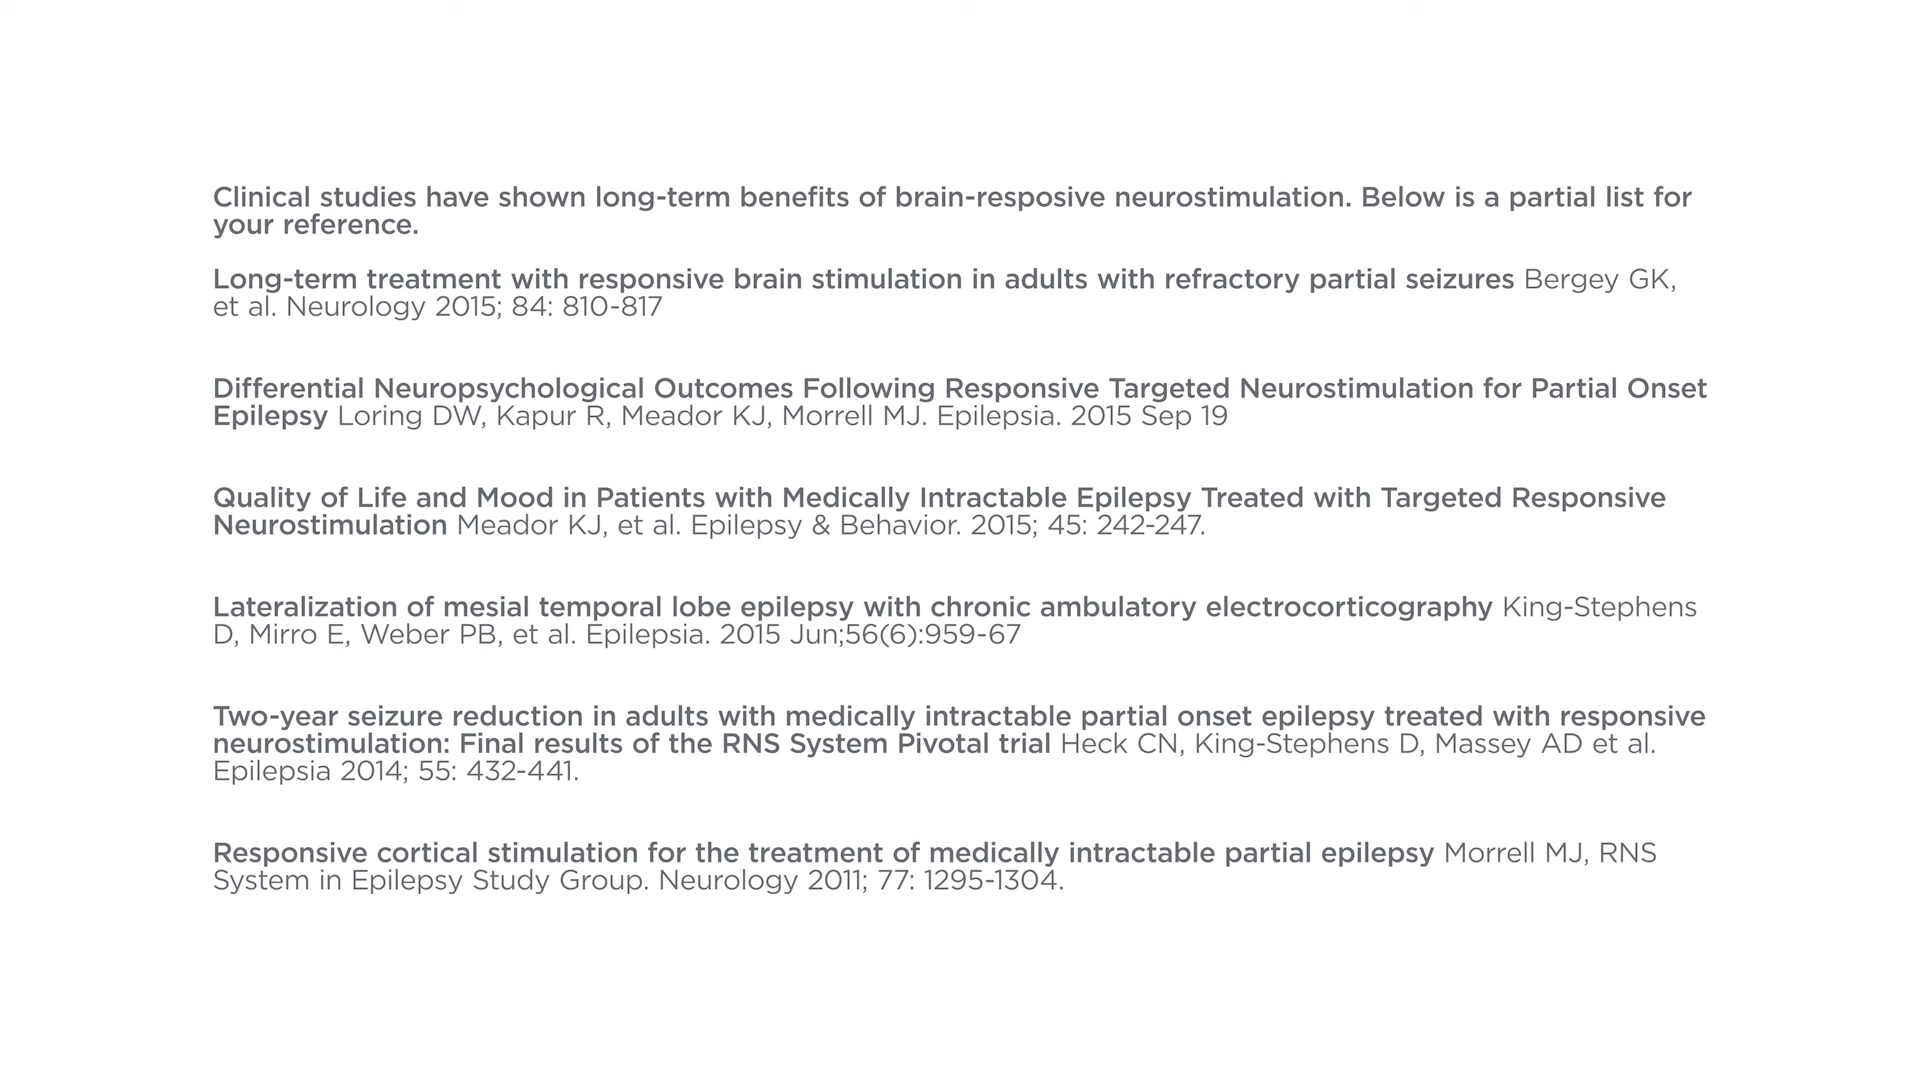 Clinical studies have shown long-term benefits of brain-resposive neurostimulation. Below is a partial list for
your reference.
Long-term treatment with responsive brain stimulation in adults with refractory partial seizures Bergey GK,
et al. Neurology 2015; 84: 810-817
Differential Neuropsychological Outcomes Following Responsive Targeted Neurostimulation for Partial Onset
Epilepsy Loring DW, Kapur R, Meador KJ, Morrell MJ. Epilepsia. 2015 Sep 19
Quality of Life and Mood in Patients with Medically Intractable Epilepsy Treated with Targeted Responsive
Neurostimulation Meador KJ, et al. Epilepsy & Behavior. 2015; 45: 242-247.
Lateralization of mesial temporal lobe epilepsy with chronic ambulatory electrocorticography King-Stephens
D, Mirro E, Weber PB, et al. Epilepsia. 2015 Jun;56(6):959-67
Two-year seizure reduction in adults with medically intractable partial onset epilepsy treated with responsive
neurostimulation: Final results of the RNS System Pivotal trial Heck CN, King-Stephens D, Massey AD et al.
Epilepsia 2014; 55: 432-441.
Responsive cortical stimulation for the treatment of medically intractable partial epilepsy Morrell MJ, RNS
System in Epilepsy Study Group. Neurology 2011; 77: 1295-1304.